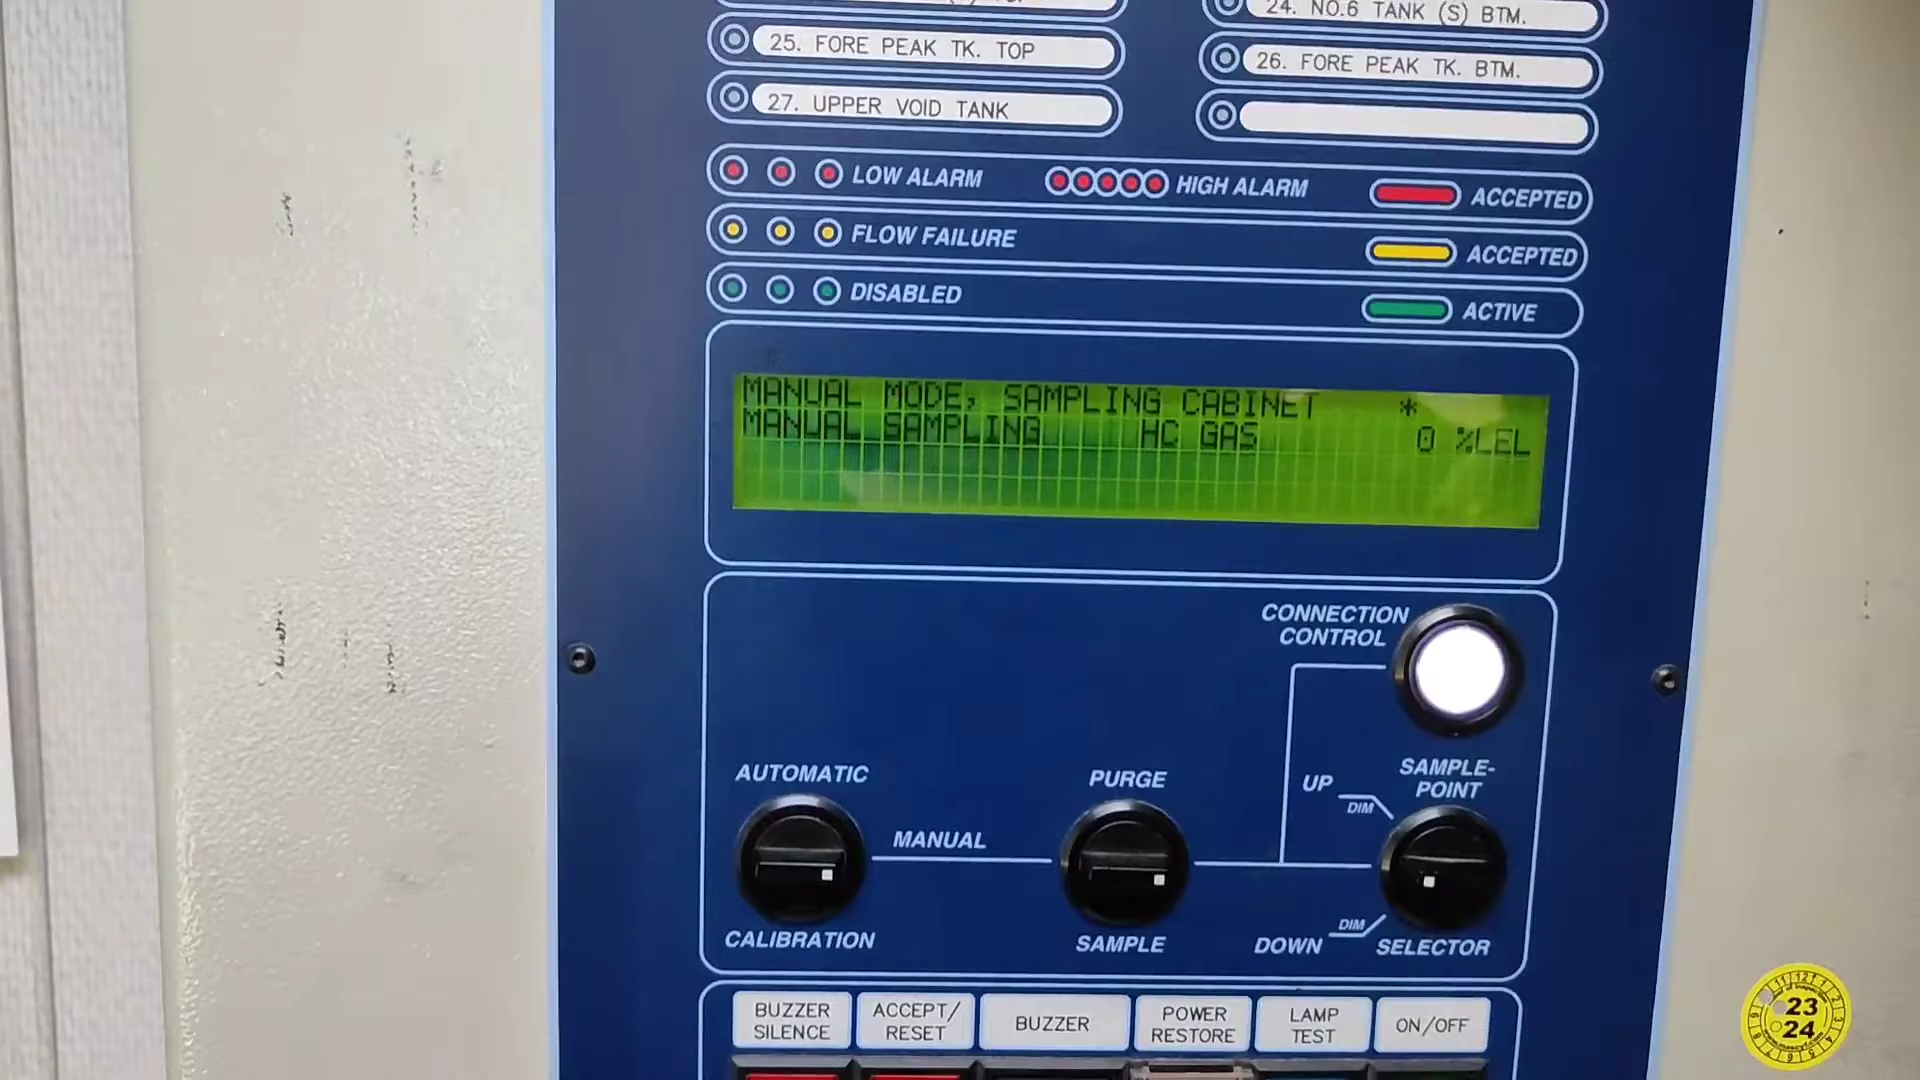 24. NO.6 TANK (S) BTM.
25. FORE PEAK TK. TOP
26. FORE PEAK TK. BTM.
27. UPPER VOID TANK
LOW ALARM
HIGH ALARM
ACCEPTED
FLOW FAILURE
ACCEPTED
DISABLED
ACTIVE
MANUAL MODE, SAMPLING CABINET *
MANUAL SAMPLING HC GAS 0 %LEL
CONNECTION
CONTROL
AUTOMATIC
PURGE
UP
DIM
SAMPLE-
POINT
MANUAL
CALIBRATION
SAMPLE
DOWN
DIM
SELECTOR
BUZZER
SILENCE
ACCEPT/
RESET
BUZZER
POWER
RESTORE
LAMP
TEST
ON/OFF
23
24